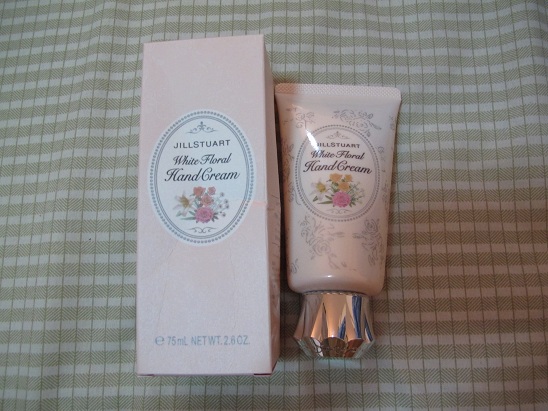 JILLSTUART
White Floral
Hand Cream
℮ 75mL NET WT. 2.6 OZ.
JILLSTUART
White Floral
Hand Cream